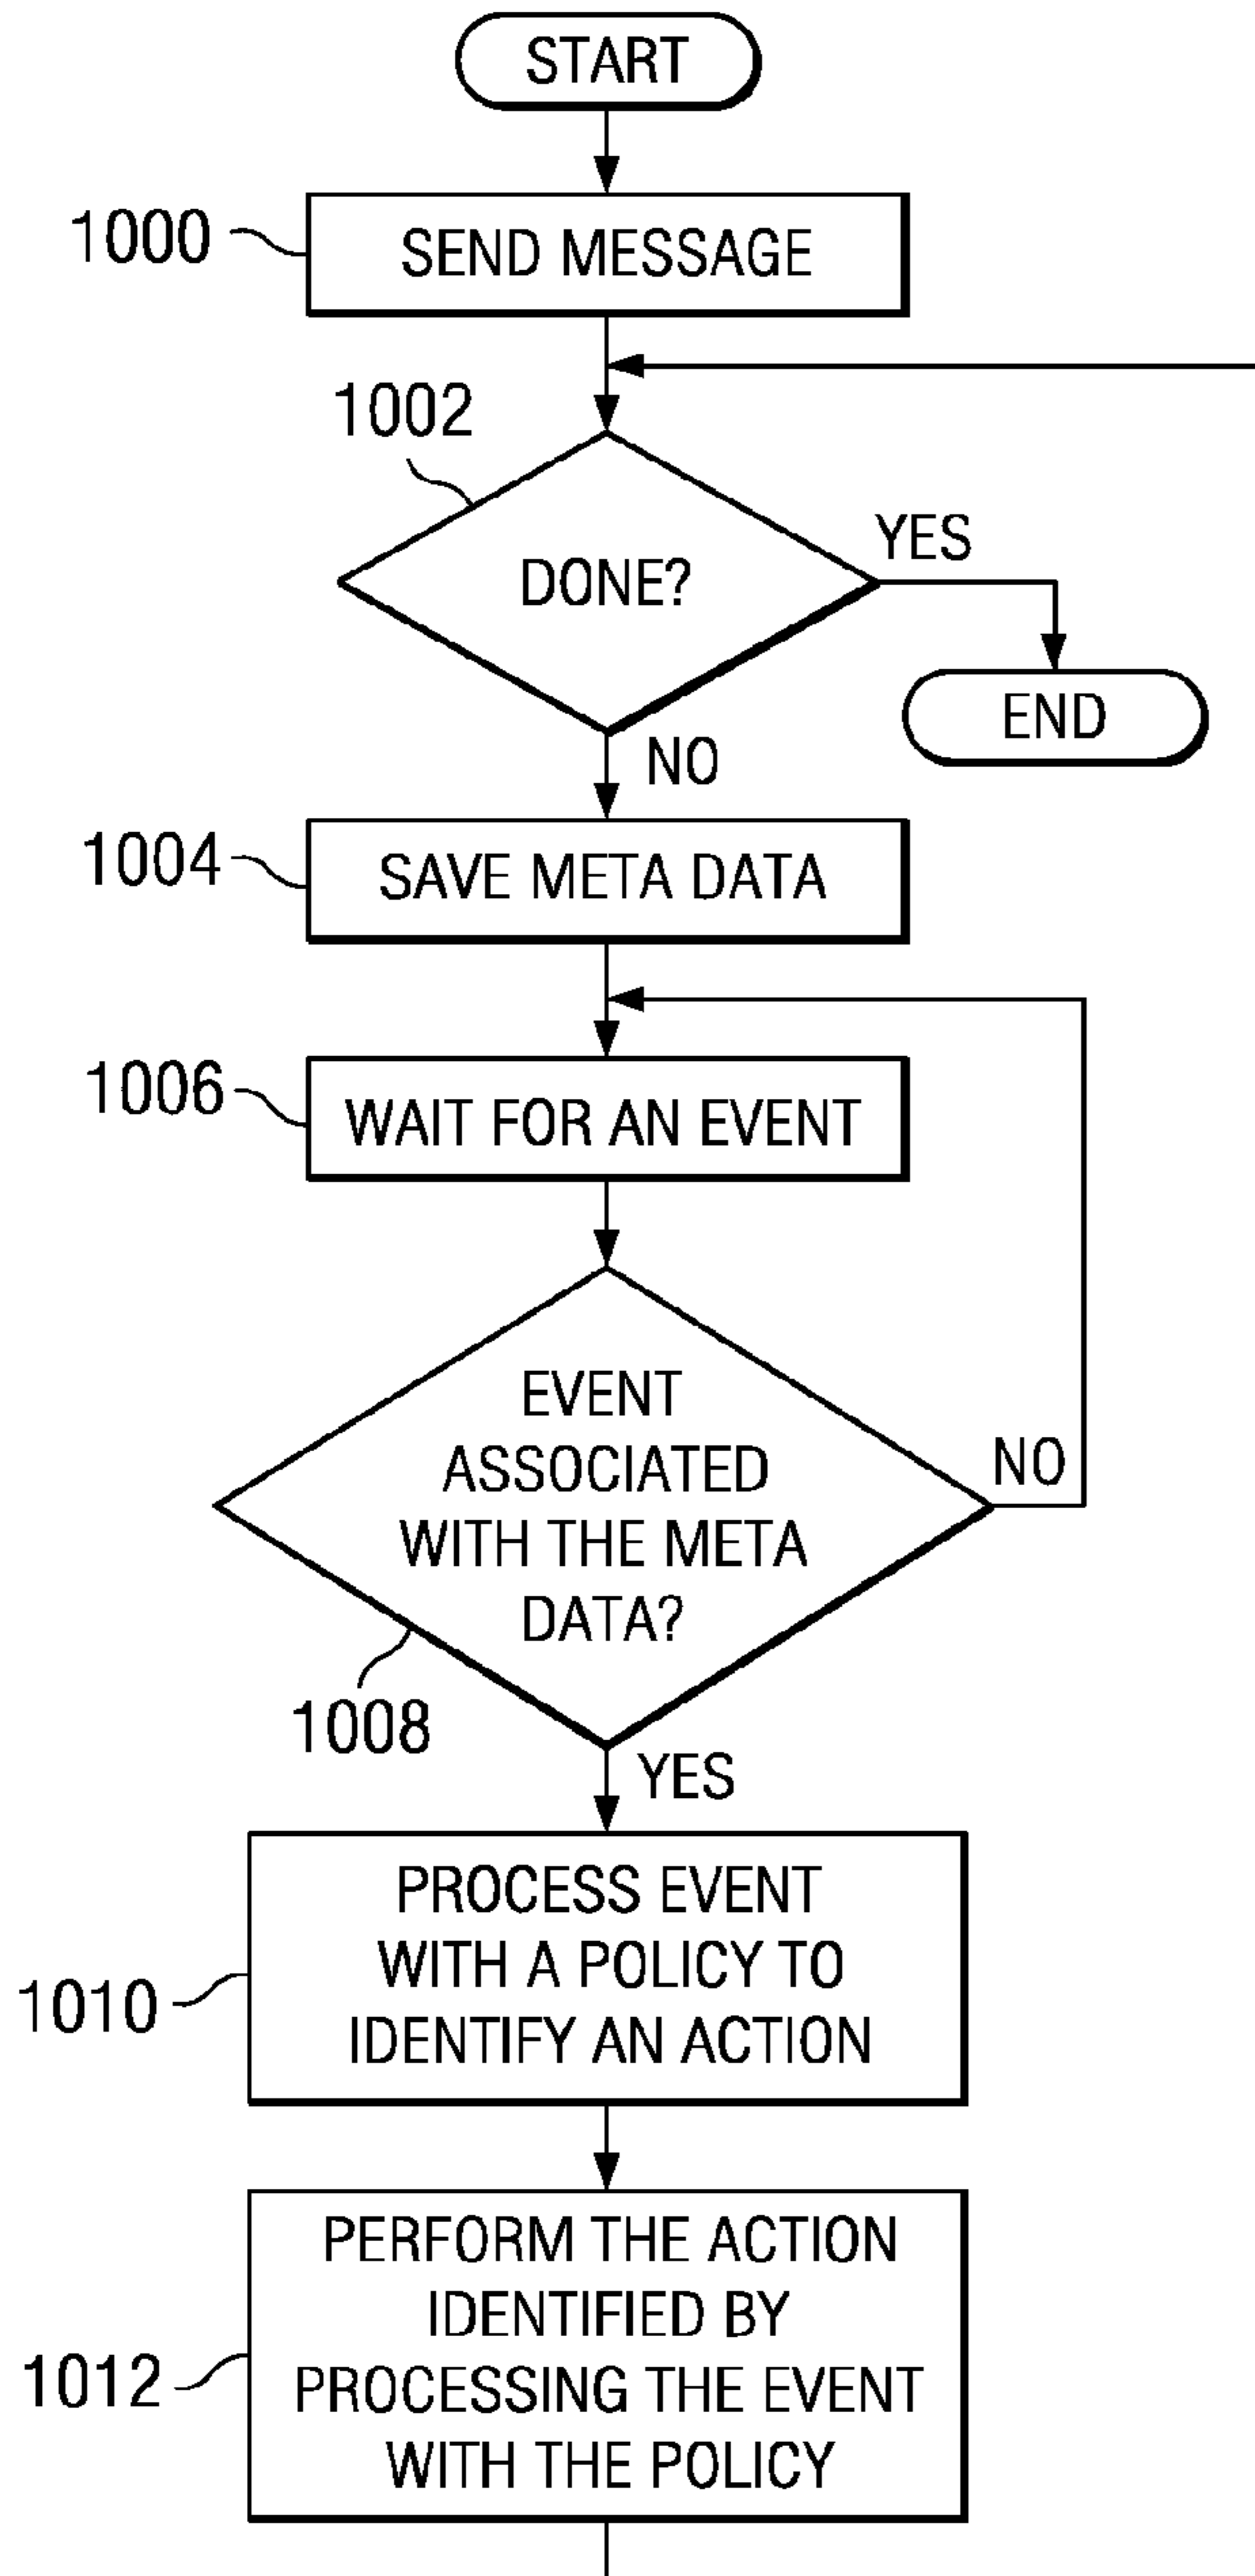 START
1000
SEND MESSAGE
1002
DONE?
YES
END
NO
1004
SAVE META DATA
1006
WAIT FOR AN EVENT
EVENT
ASSOCIATED
WITH THE META
DATA?
NO
1008
YES
1010
PROCESS EVENT
WITH A POLICY TO
IDENTIFY AN ACTION
1012
PERFORM THE ACTION
IDENTIFIED BY
PROCESSING THE EVENT
WITH THE POLICY